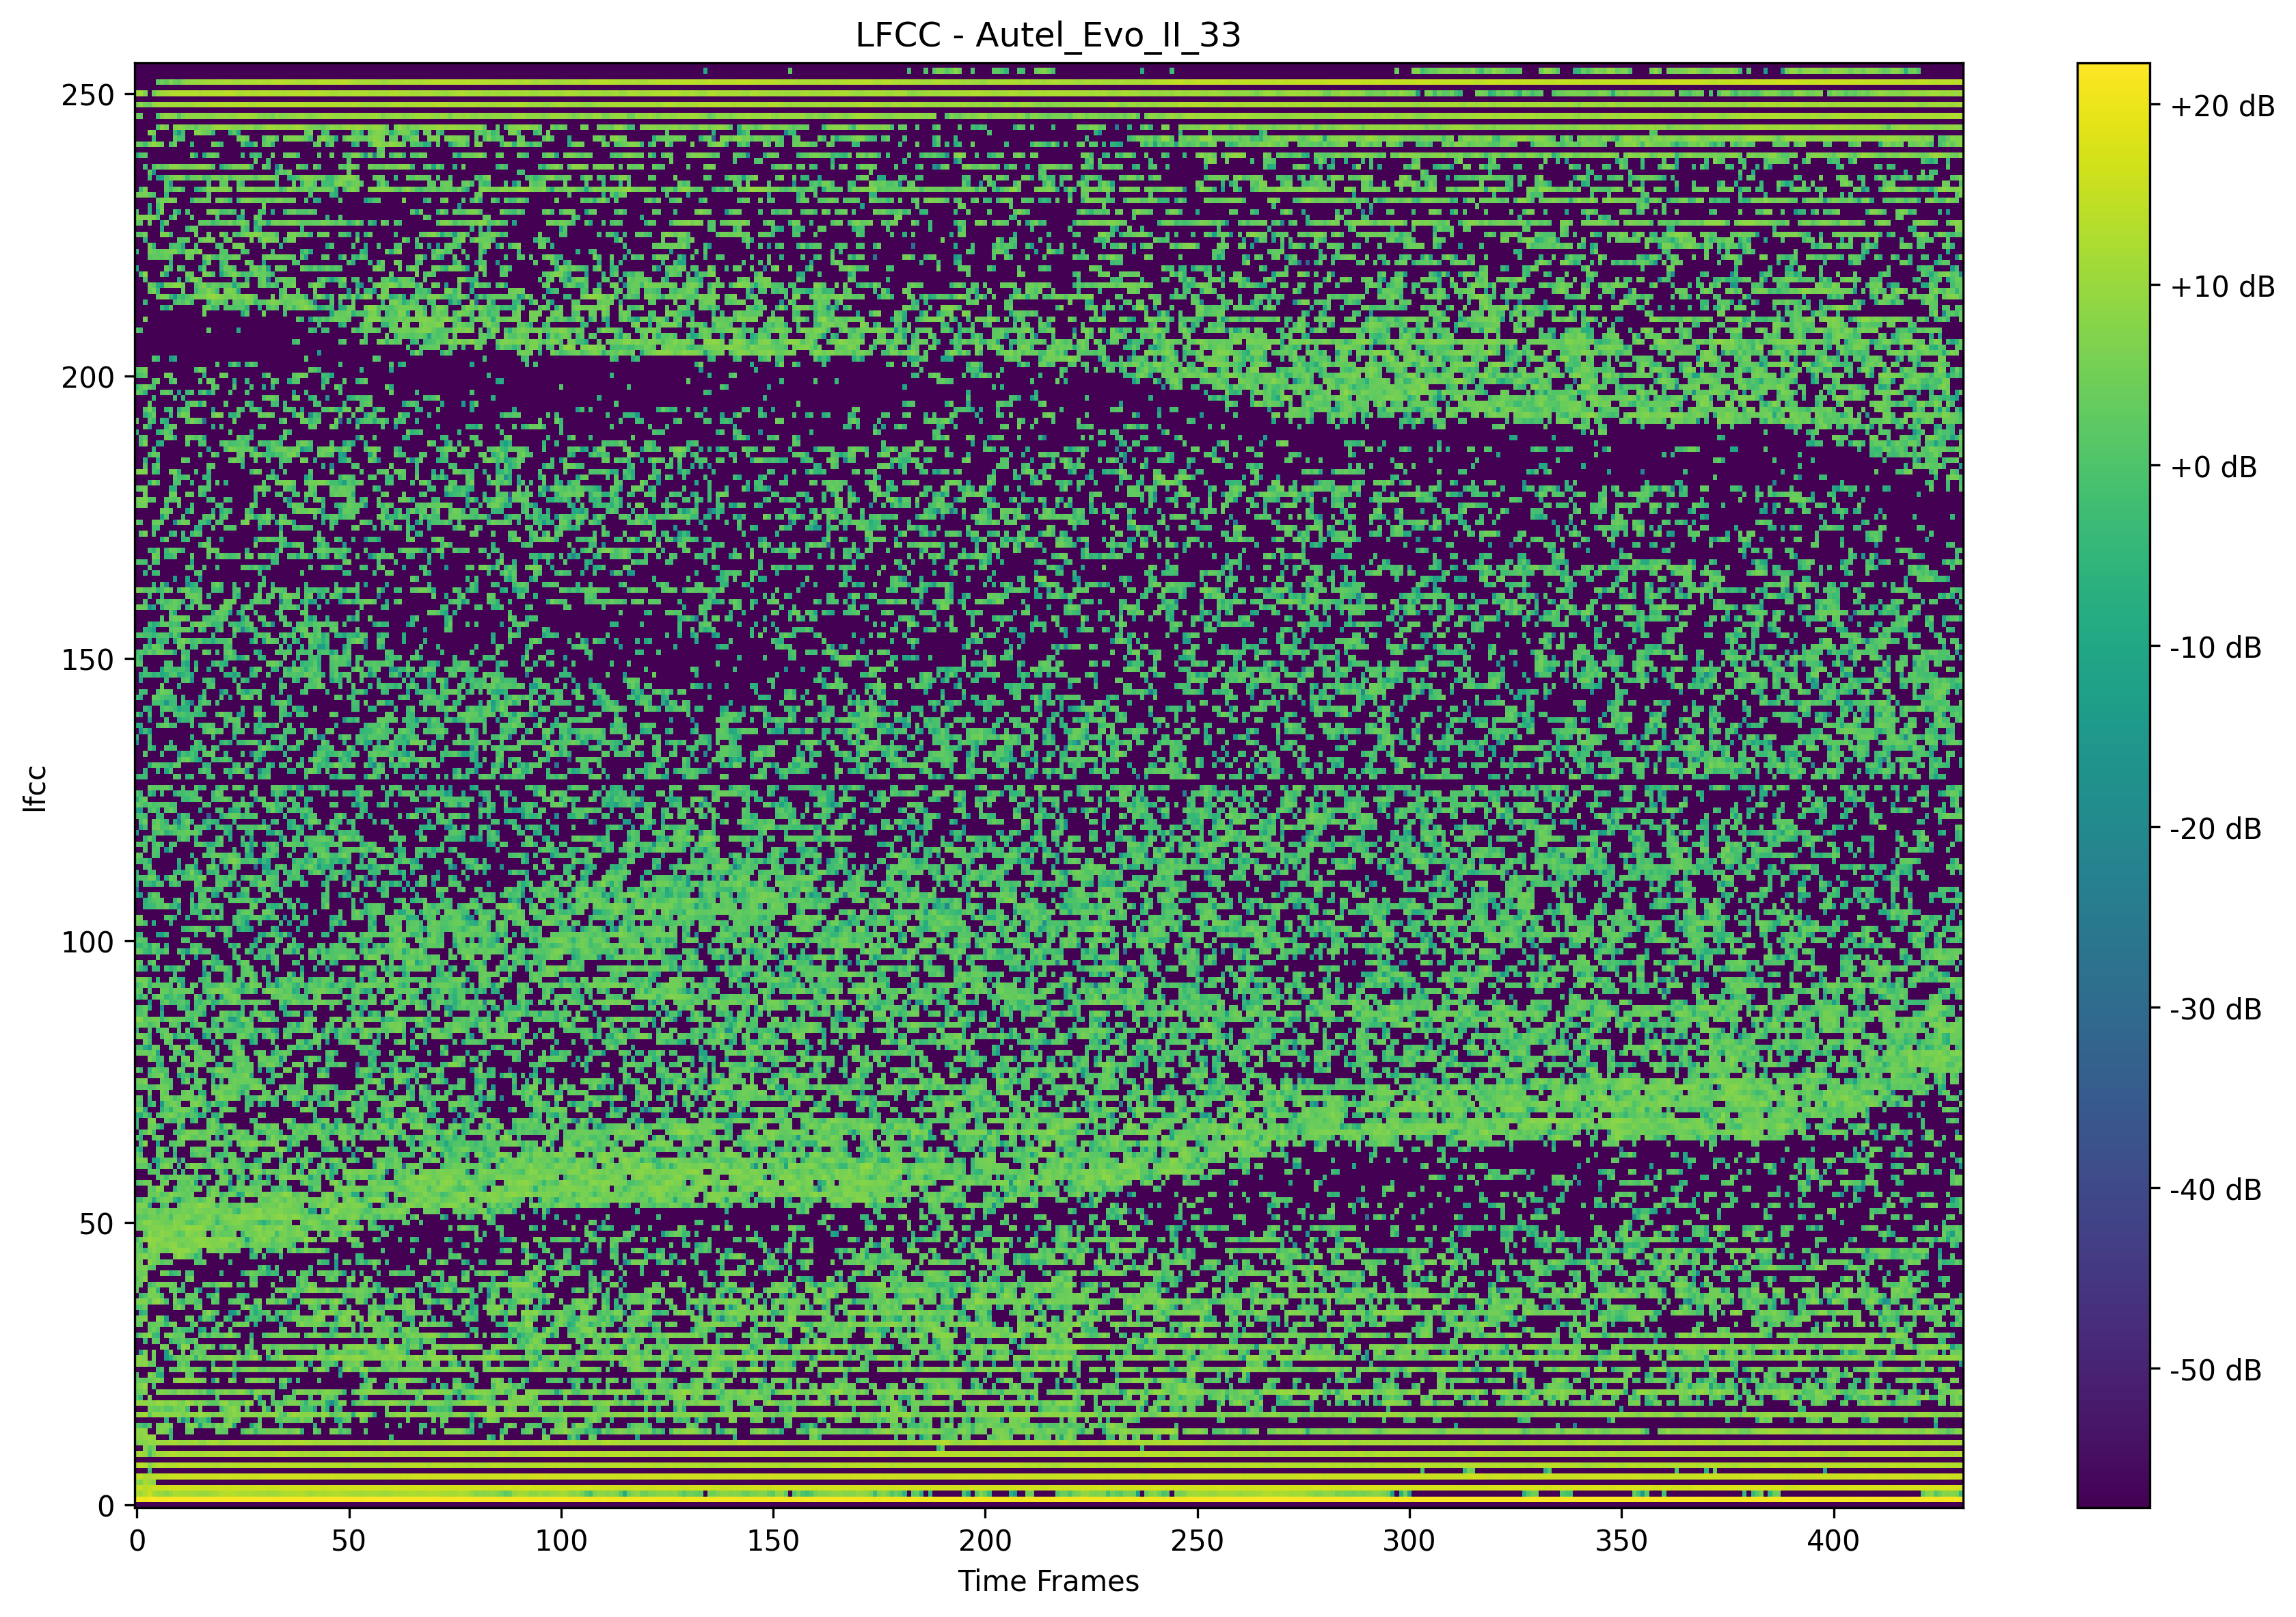 LFCC - Autel_Evo_II_33
250
200
150
100
50
0
lfcc
0 50 100 150 200 250 300 350 400
Time Frames
+20 dB
+10 dB
+0 dB
-10 dB
-20 dB
-30 dB
-40 dB
-50 dB